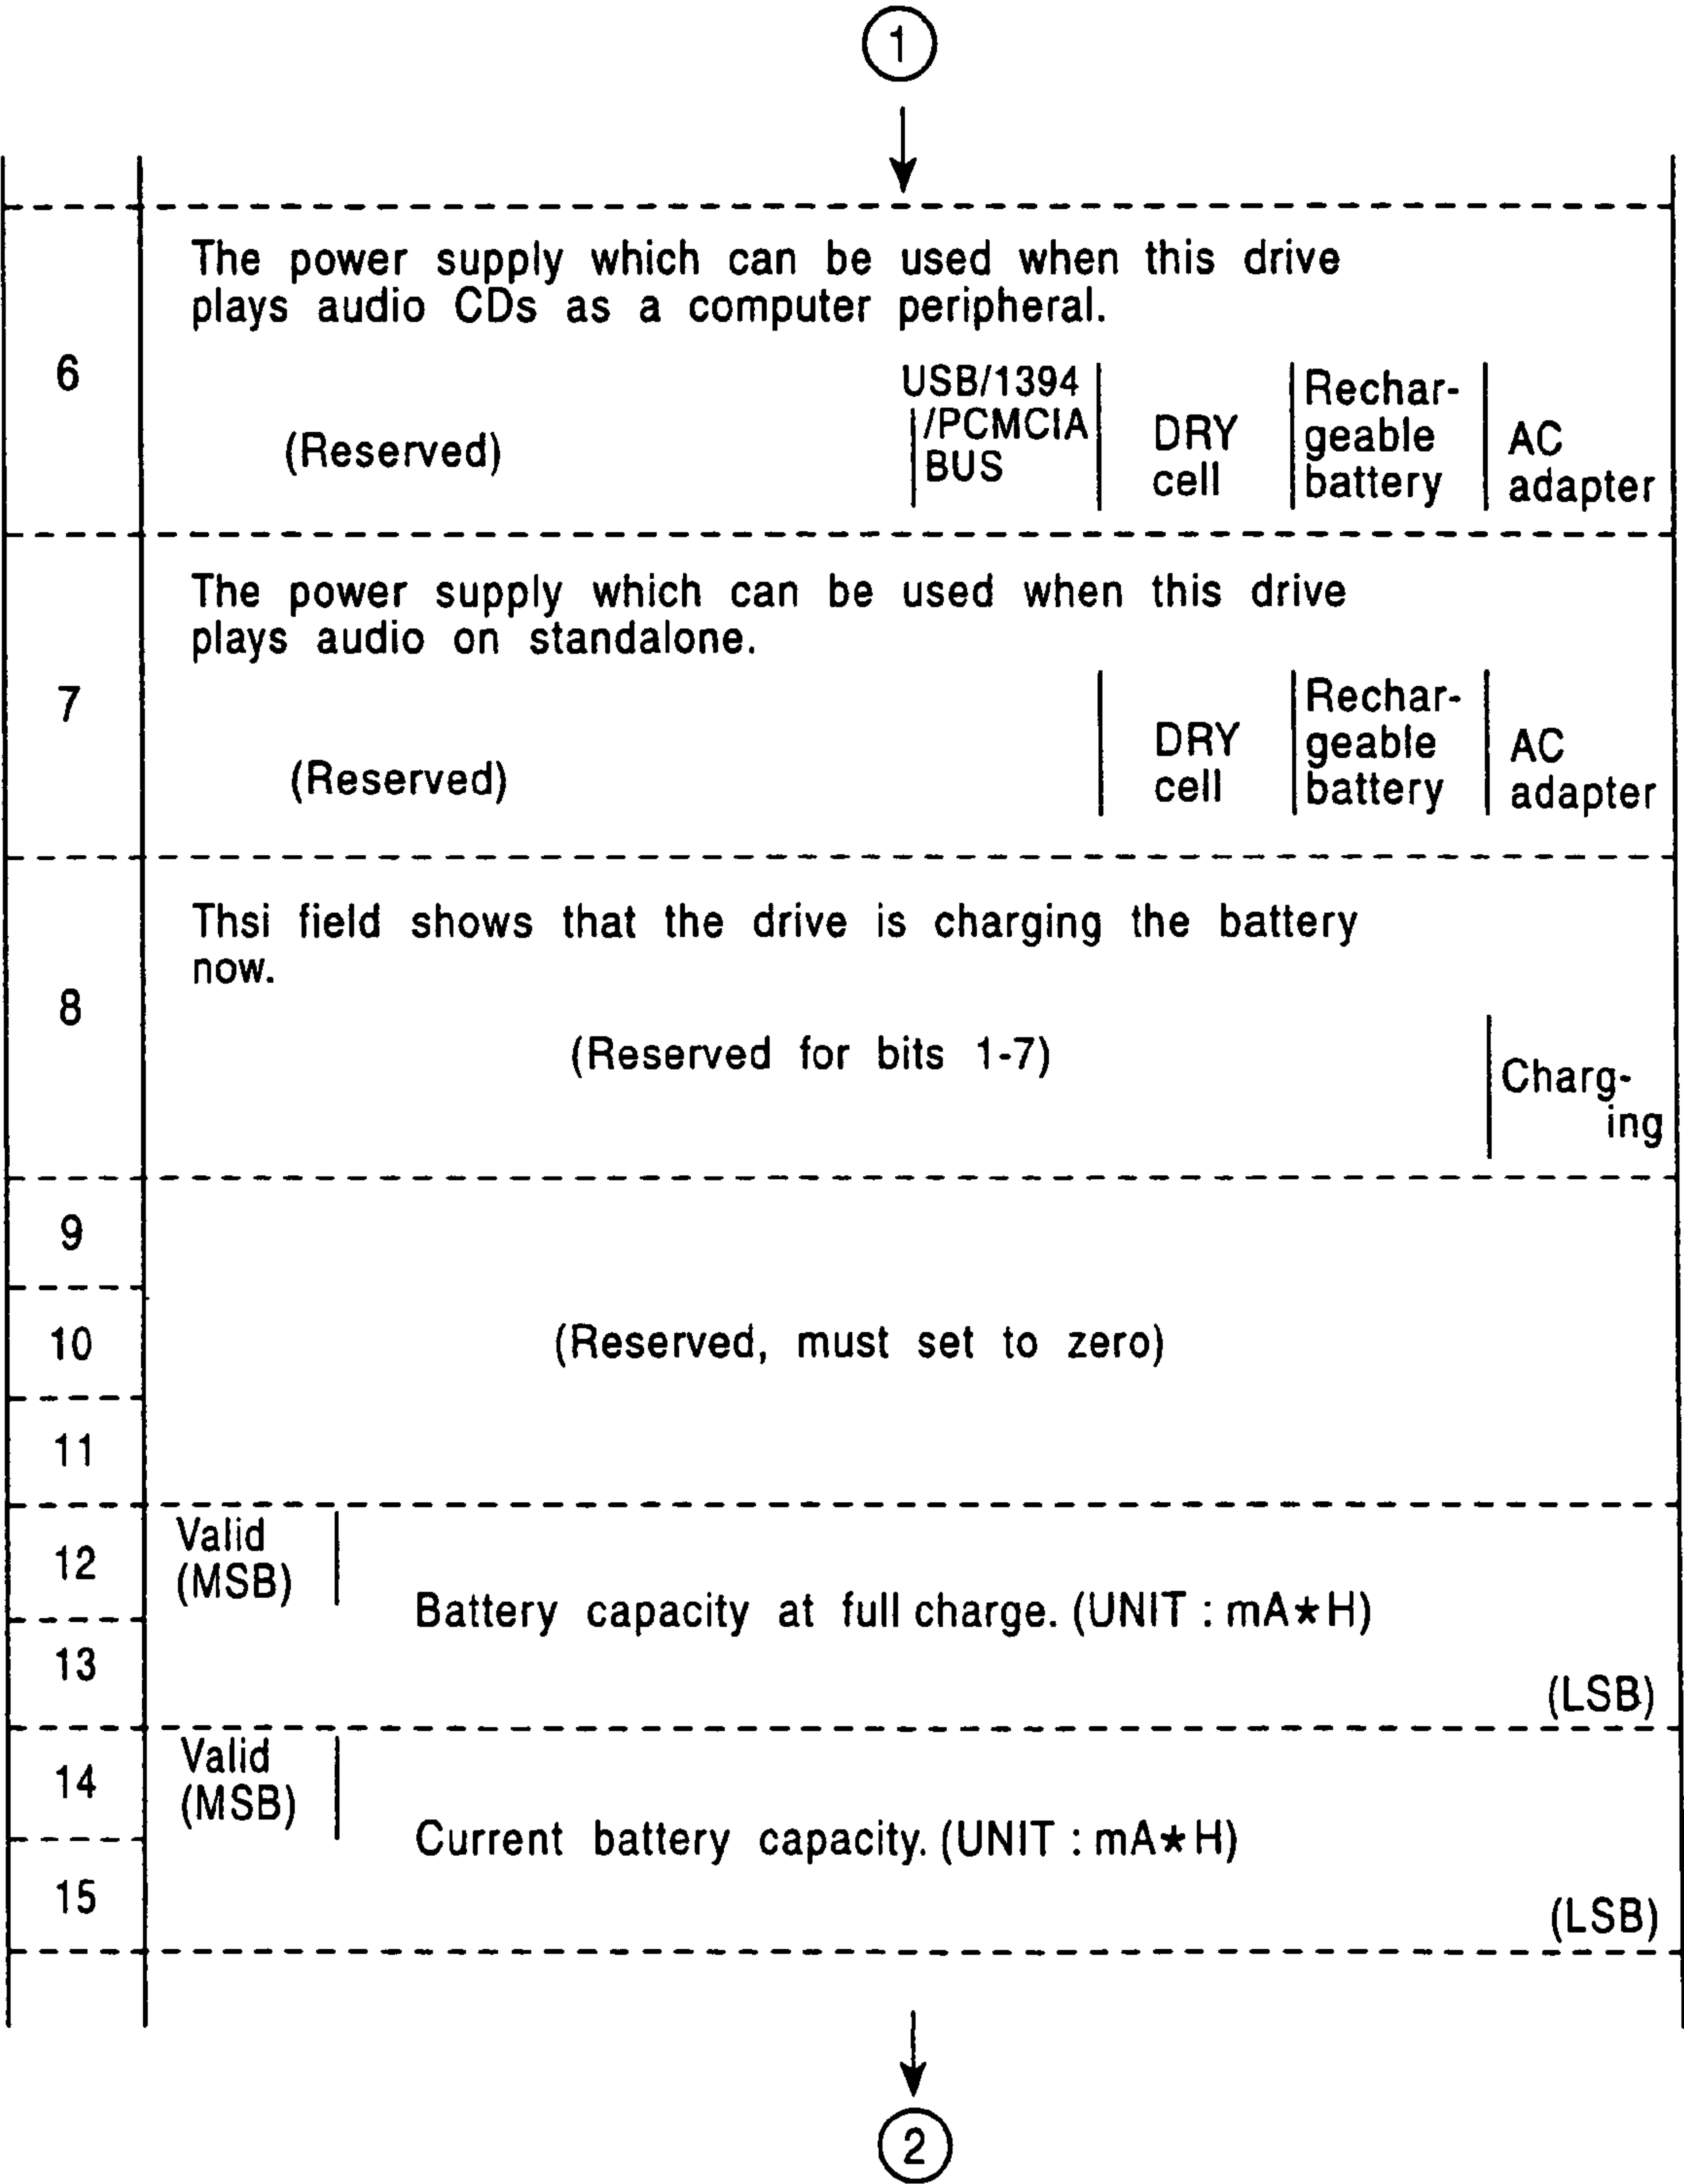 1
The power supply which can be used when this drive
plays audio CDs as a computer peripheral.
6
(Reserved)
USB/1394
/PCMCIA
BUS
DRY
cell
Rechar-
geable
battery
AC
adapter
The power supply which can be used when this drive
plays audio on standalone.
7
(Reserved)
DRY
cell
Rechar-
geable
battery
AC
adapter
Thsi field shows that the drive is charging the battery
now.
8
(Reserved for bits 1-7)
Charg-
ing
9
10
(Reserved, must set to zero)
11
12
Valid
(MSB)
Battery capacity at full charge. (UNIT : mA★H)
13
(LSB)
14
Valid
(MSB)
Current battery capacity. (UNIT : mA★H)
15
(LSB)
2